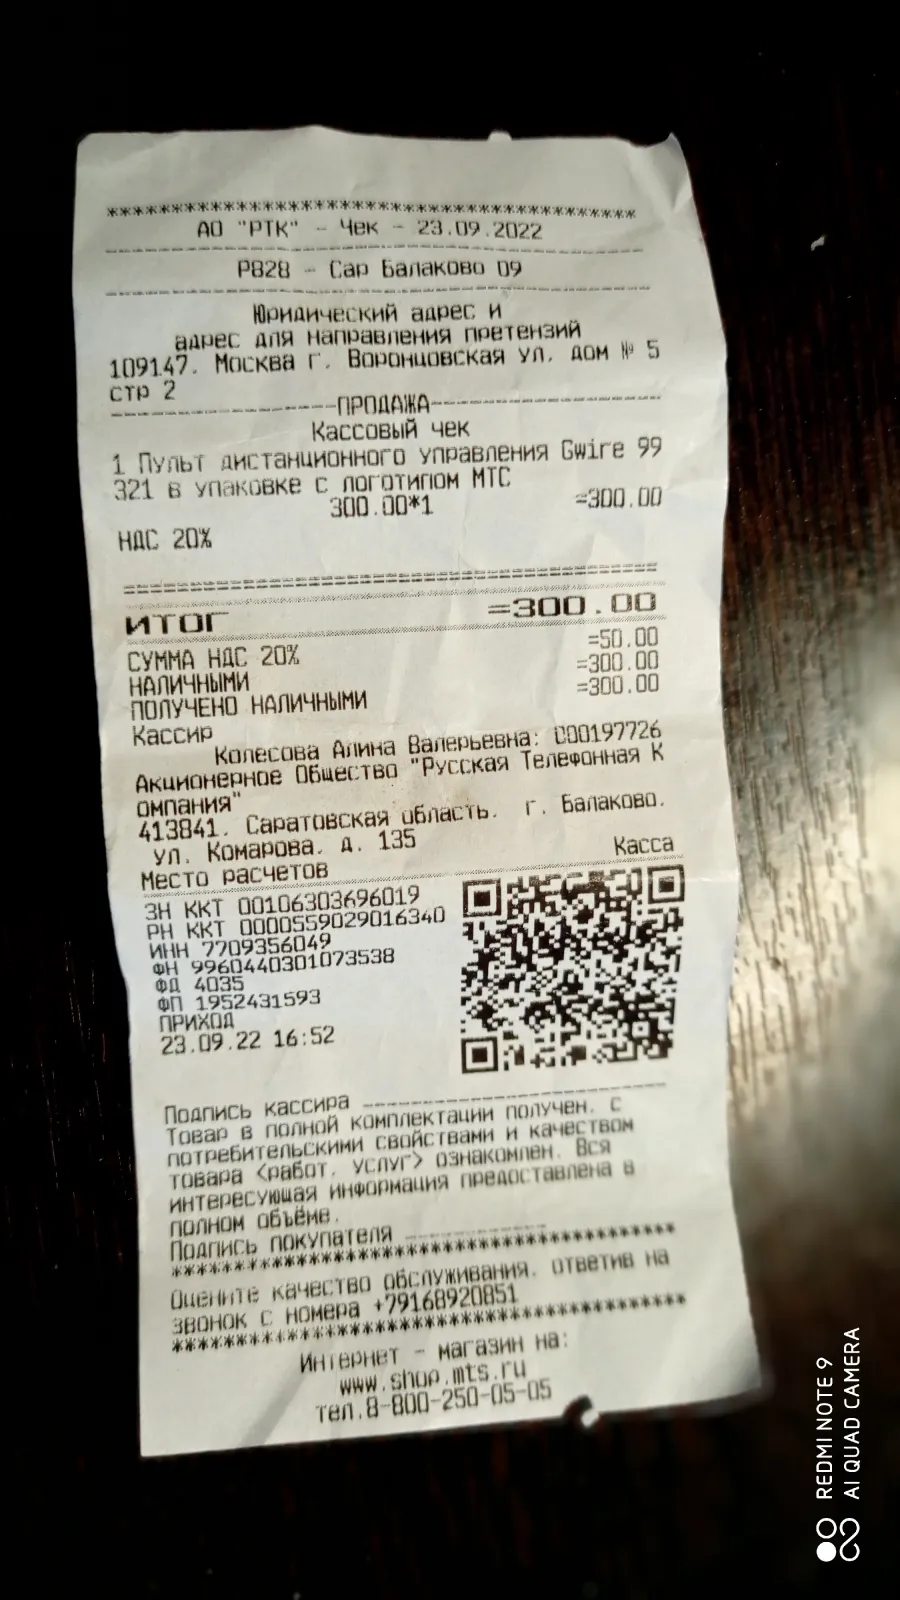 ************************************************
АО "РТК" - Чек - 23.09.2022
P828 - Сар Балаково 09
Юридический адрес и
адрес для направления претензий
109147, Москва г, Воронцовская ул, дом № 5
стр 2
ПРОДАЖА
Кассовый чек
1 Пульт дистанционного управления Gwire 99
321 в упаковке с логотипом МТС
300.00*1 =300.00
НДС 20%
ИТОГ =300.00
СУММА НДС 20% =50.00
НАЛИЧНЫМИ =300.00
ПОЛУЧЕНО НАЛИЧНЫМИ =300.00
Кассир
Колесова Алина Валерьевна: 000197726
Акционерное Общество "Русская Телефонная К
омпания"
413841, Саратовская область, г. Балаково,
ул. Комарова, д. 135
Место расчетов Касса
ЗН ККТ 00106303696019
РН ККТ 0000559029016340
ИНН 7709356049
ФН 9960440301073538
ФД 4035
ФП 1952431593
ПРИХОД
23.09.22 16:52
Подпись кассира
Товар в полной комплектации получен, с
потребительскими свойствами и качеством
товара <работ, услуг> ознакомлен. Вся
интересующая информация предоставлена в
полном объёме.
Подпись покупателя
************************************************
Оцените качество обслуживания, ответив на
звонок с номера +79168920851
************************************************
Интернет - магазин на:
www.shop.mts.ru
тел.8-800-250-05-05
REDMI NOTE 9
AI QUAD CAMERA